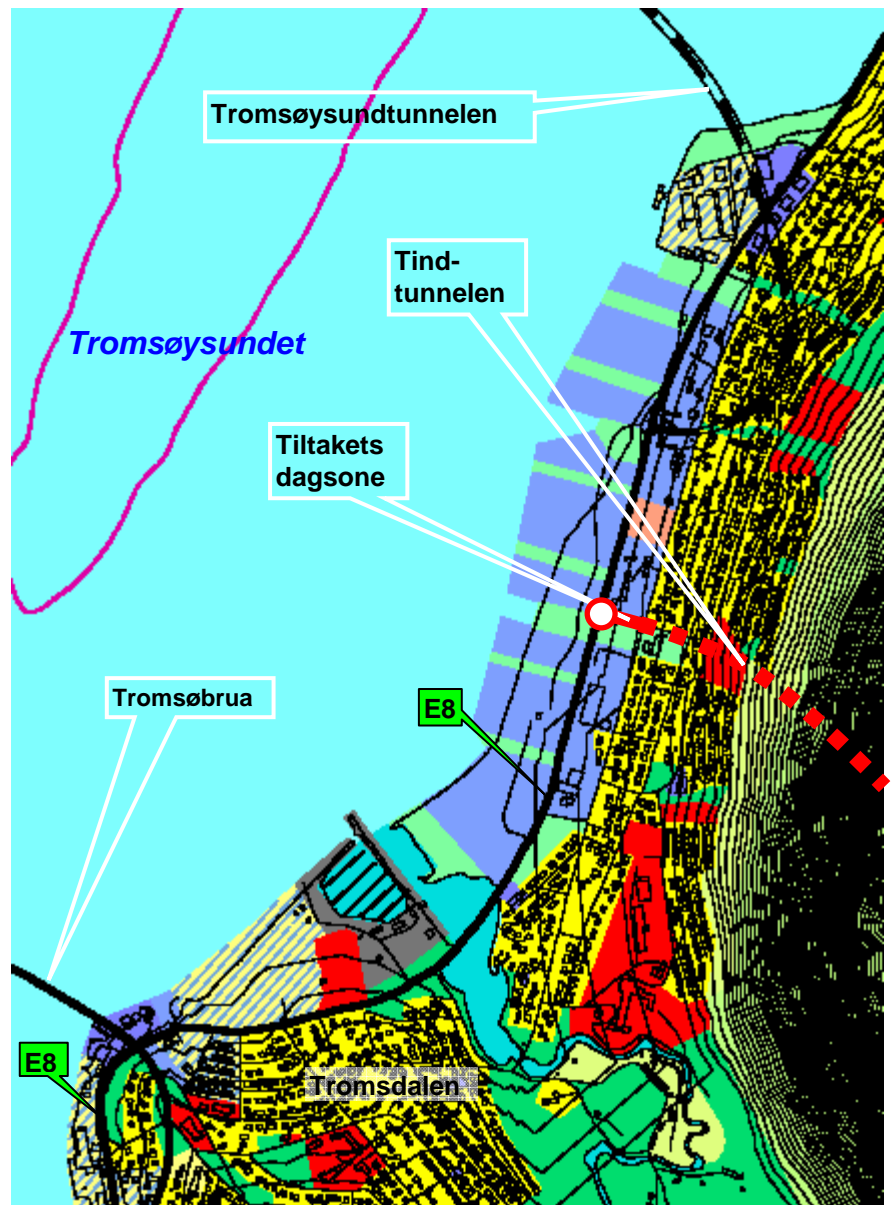 Tromsøysundtunnelen
Tind-
tunnelen
Tromsøysundet
Tiltakets
dagsone
Tromsøbrua
E8
E8
Tromsdalen